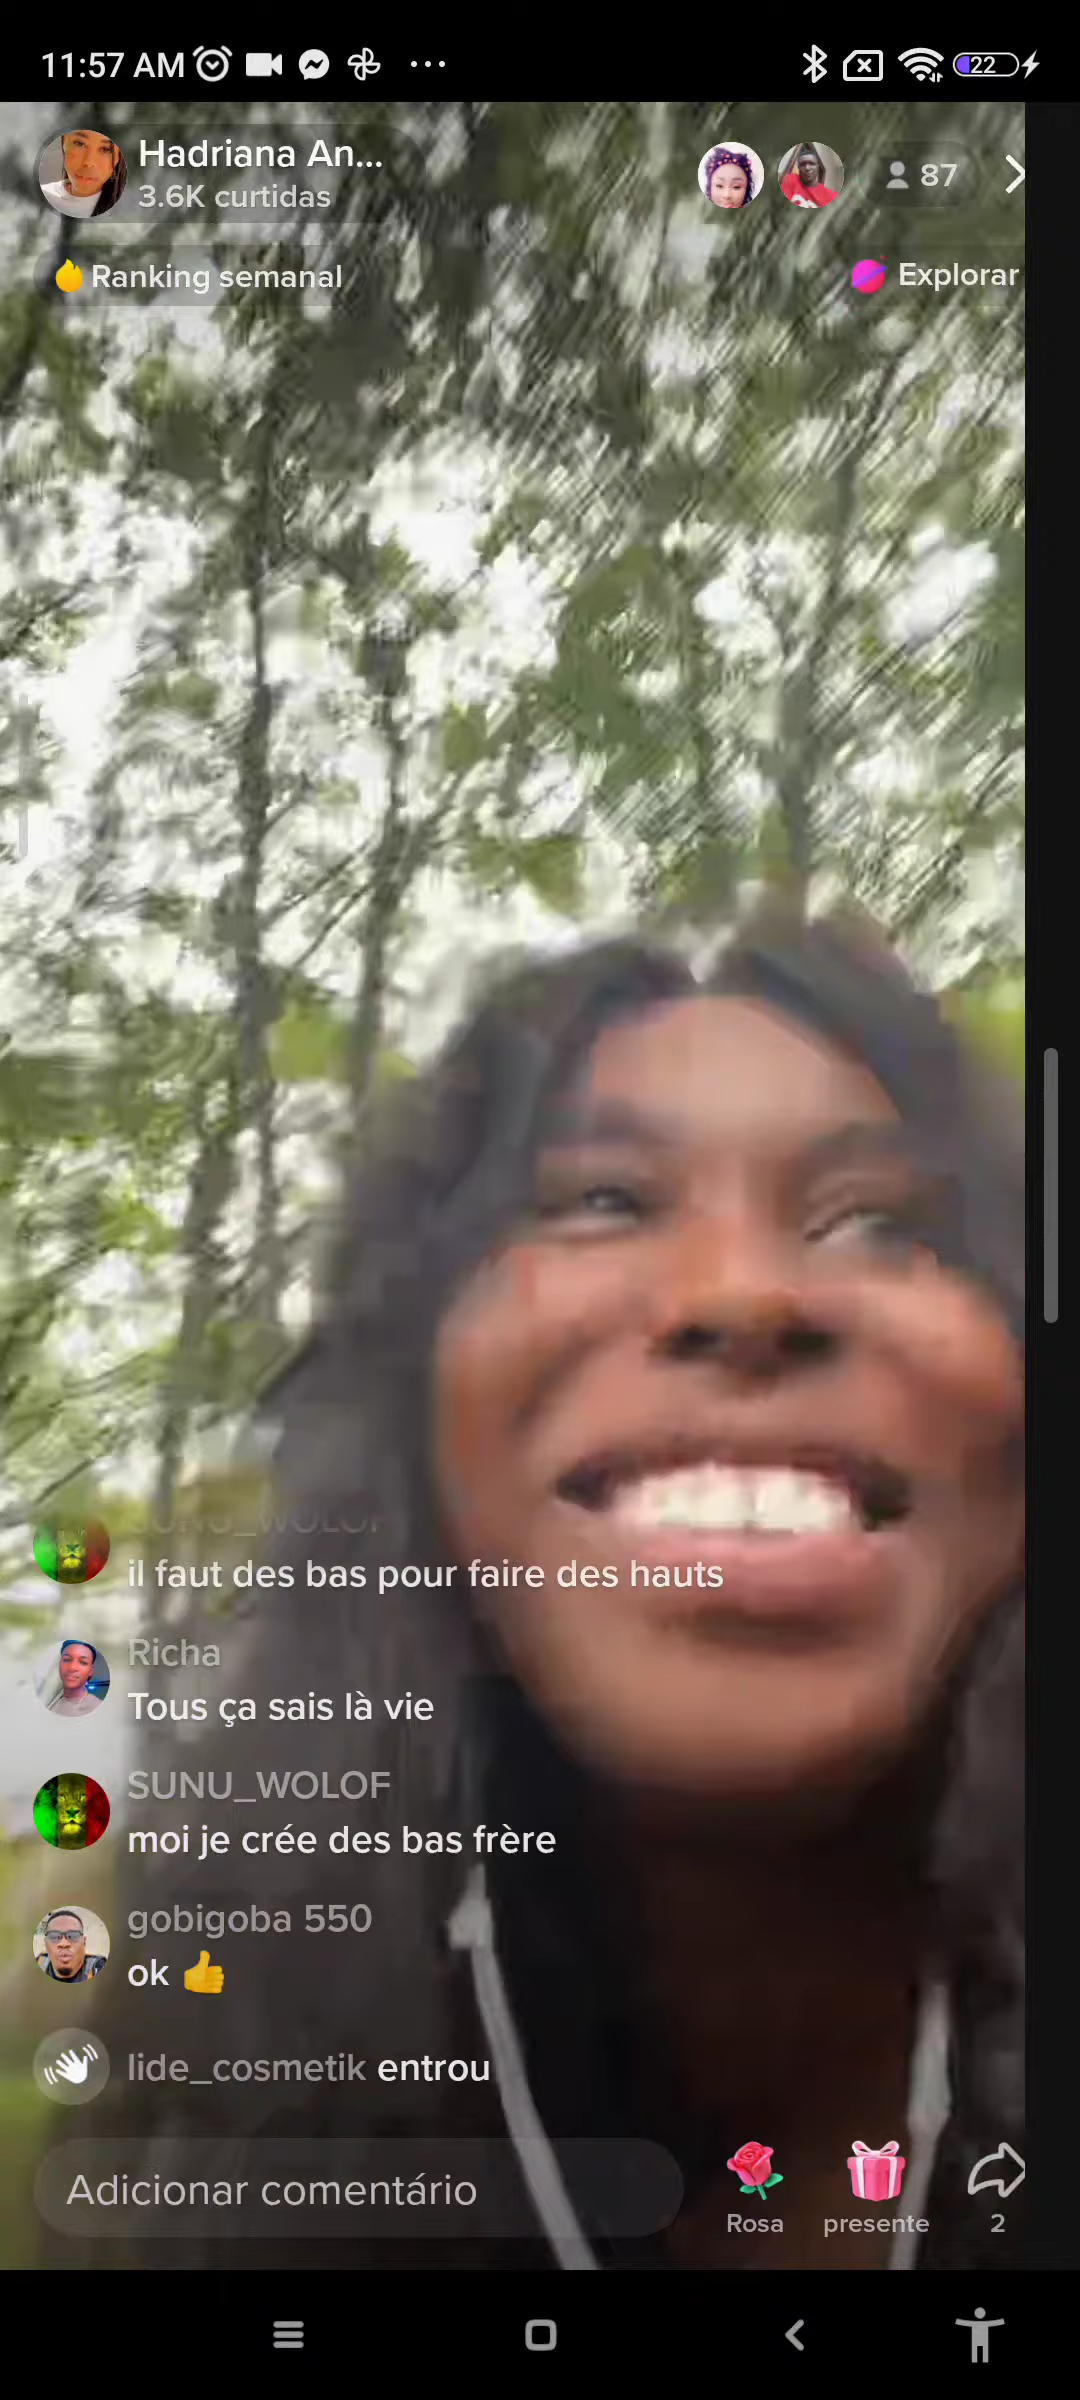 11:57 AM
22
Hadriana An...
3.6K curtidas
87
Ranking semanal
Explorar
SUNU_WOLOF
il faut des bas pour faire des hauts
Richa
Tous ça sais là vie
SUNU_WOLOF
moi je crée des bas frère
gobigoba 550
ok 👍
lide_cosmetik entrou
Adicionar comentário
Rosa
presente
2